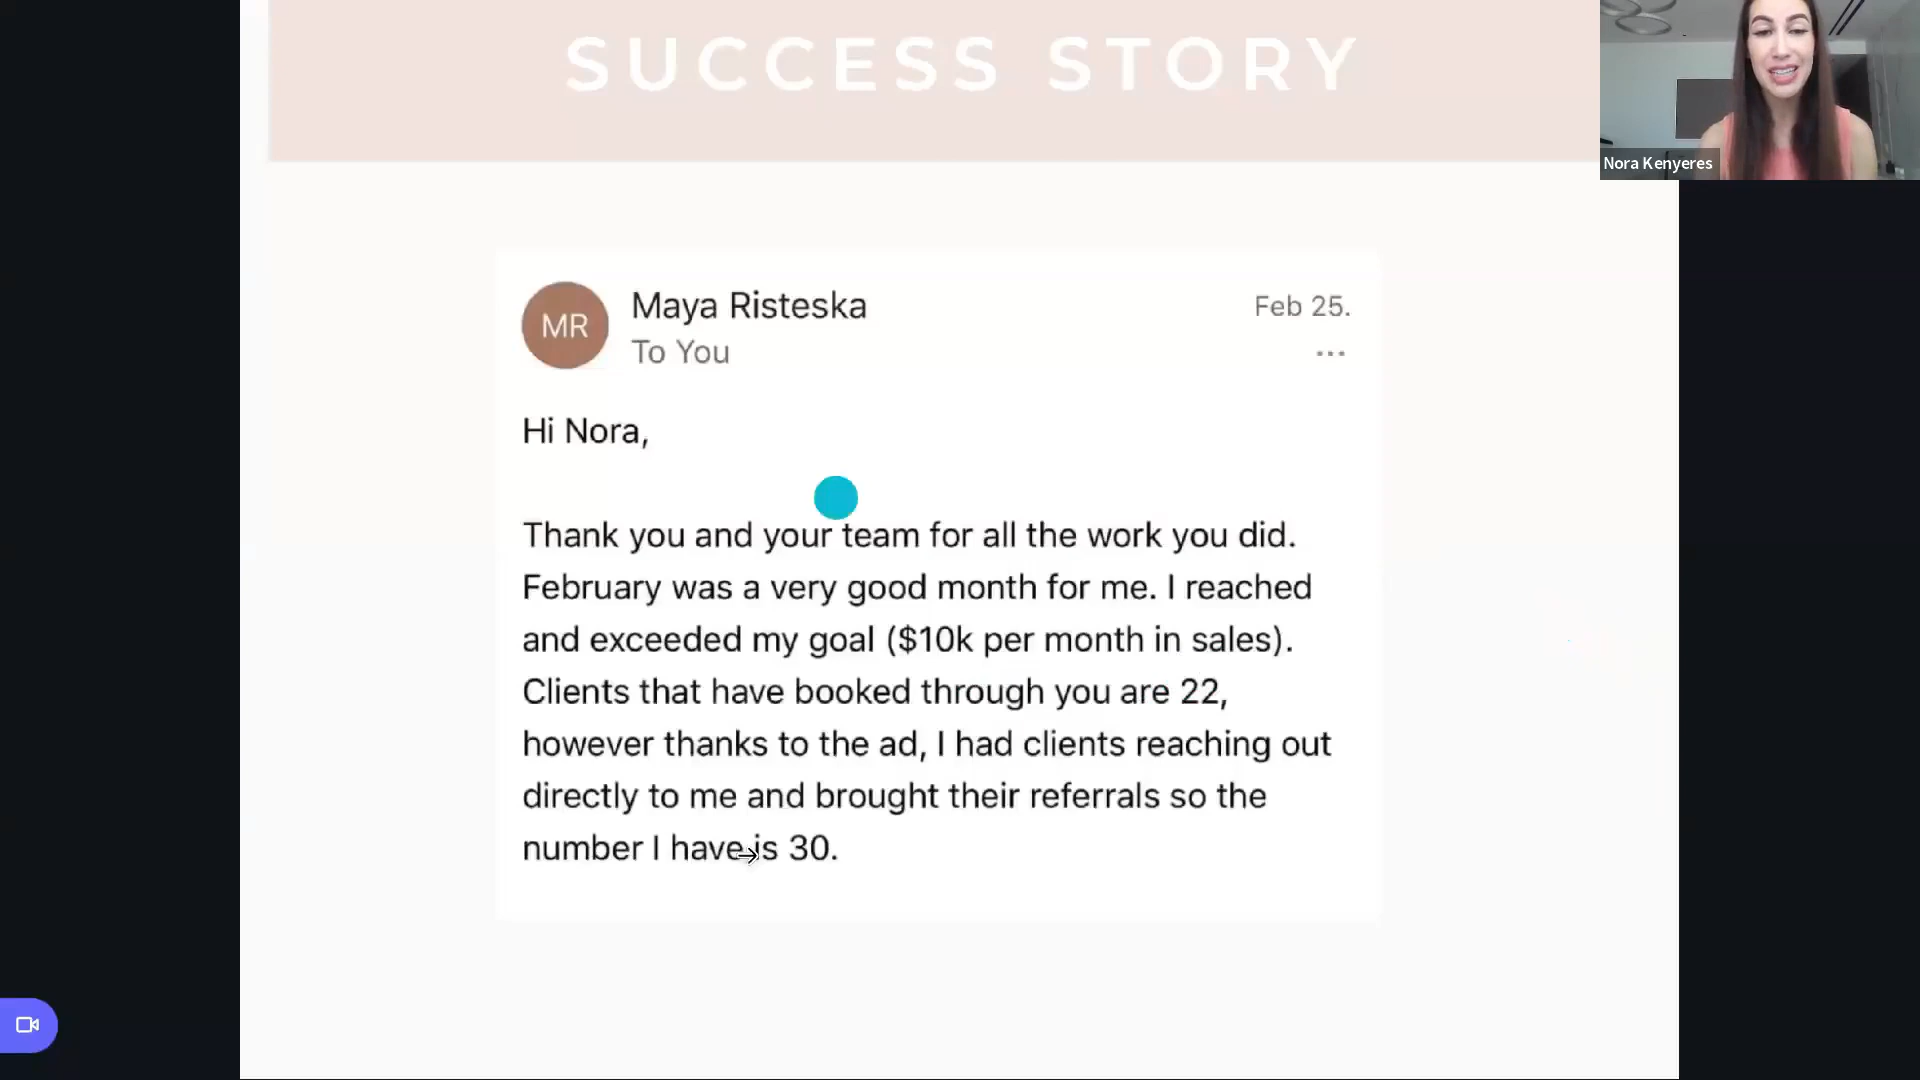 SUCCESS STORY
Nora Kenyeres
MR
Maya Risteska
Feb 25.
To You
Hi Nora,
Thank you and your team for all the work you did.
February was a very good month for me. I reached
and exceeded my goal ($10k per month in sales).
Clients that have booked through you are 22,
however thanks to the ad, I had clients reaching out
directly to me and brought their referrals so the
number I have is 30.